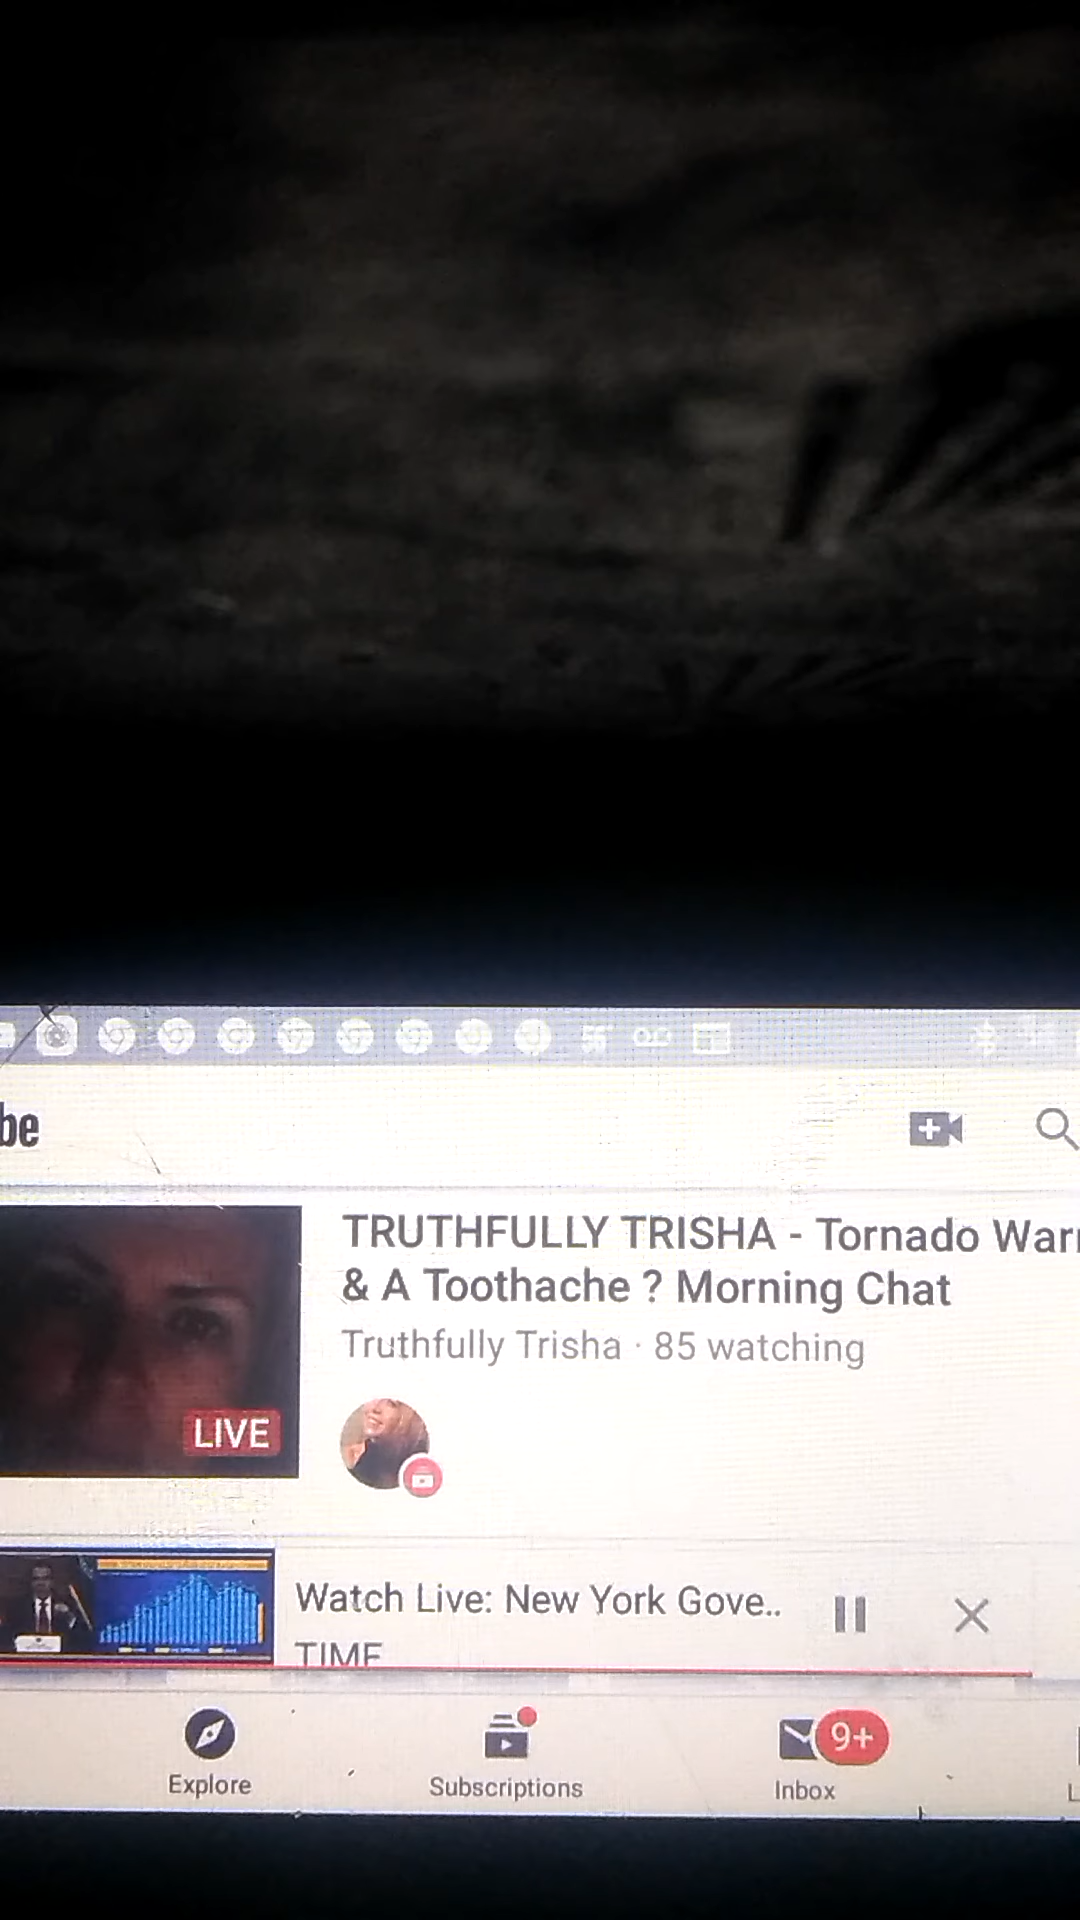 be
TRUTHFULLY TRISHA - Tornado War
& A Toothache ? Morning Chat
Truthfully Trisha · 85 watching
LIVE
Watch Live: New York Gove..
TIME
Explore
Subscriptions
9+
Inbox